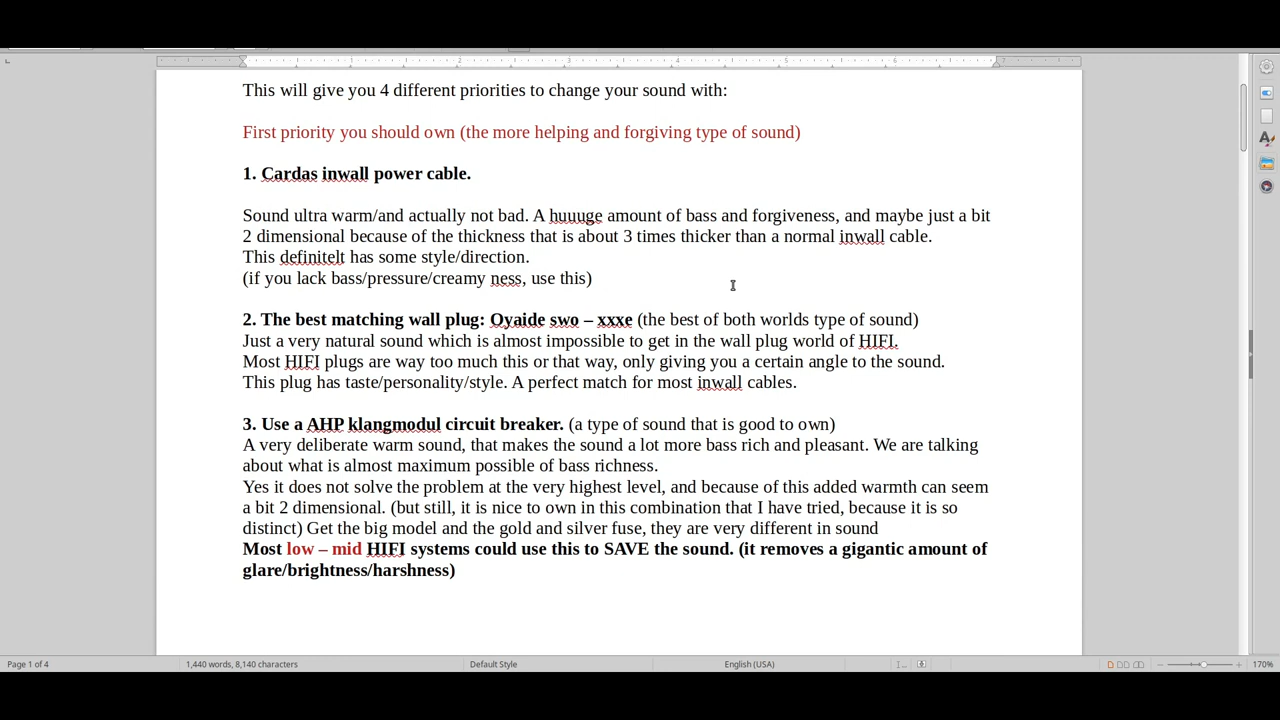 This will give you 4 different priorities to change your sound with:
First priority you should own (the more helping and forgiving type of sound)
1. Cardas inwall power cable.
Sound ultra warm/and actually not bad. A huuuge amount of bass and forgiveness, and maybe just a bit
2 dimensional because of the thickness that is about 3 times thicker than a normal inwall cable.
This definitelt has some style/direction.
(if you lack bass/pressure/creamy ness, use this)
2. The best matching wall plug: Oyaide swo – xxxe (the best of both worlds type of sound)
Just a very natural sound which is almost impossible to get in the wall plug world of HIFI.
Most HIFI plugs are way too much this or that way, only giving you a certain angle to the sound.
This plug has taste/personality/style. A perfect match for most inwall cables.
3. Use a AHP klangmodul circuit breaker. (a type of sound that is good to own)
A very deliberate warm sound, that makes the sound a lot more bass rich and pleasant. We are talking
about what is almost maximum possible of bass richness.
Yes it does not solve the problem at the very highest level, and because of this added warmth can seem
a bit 2 dimensional. (but still, it is nice to own in this combination that I have tried, because it is so
distinct) Get the big model and the gold and silver fuse, they are very different in sound
Most low – mid HIFI systems could use this to SAVE the sound. (it removes a gigantic amount of
glare/brightness/harshness)
Page 1 of 4 1,440 words, 8,140 characters Default Style English (USA) 170%